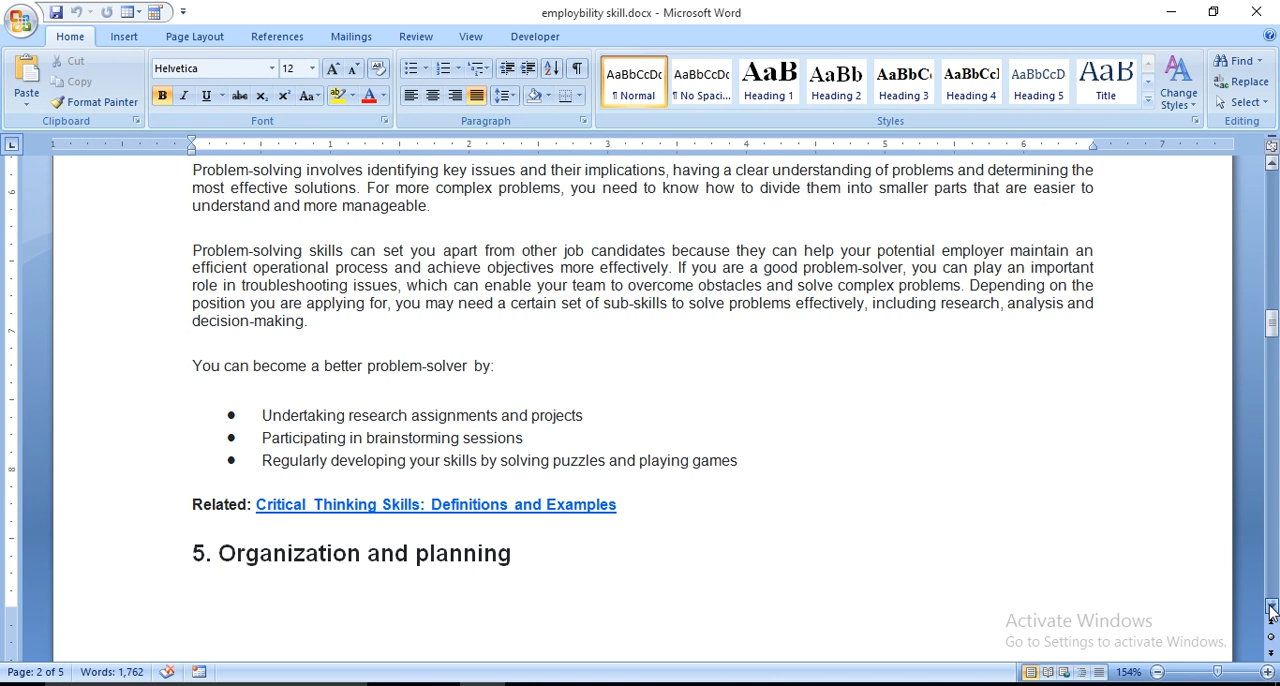 employbility skill.docx - Microsoft Word
Home Insert Page Layout References Mailings Review View Developer
Paste
Cut
Copy
Format Painter
Clipboard
Helvetica 12
Font
Paragraph
AaBbCcDc AaBbCcDc AaB AaBb AaBbC AaBbCcI AaBbCcD AaB
¶ Normal ¶ No Spaci... Heading 1 Heading 2 Heading 3 Heading 4 Heading 5 Title
Change Styles
Styles
Find
Replace
Select
Editing
Problem-solving involves identifying key issues and their implications, having a clear understanding of problems and determining the
most effective solutions. For more complex problems, you need to know how to divide them into smaller parts that are easier to
understand and more manageable.
Problem-solving skills can set you apart from other job candidates because they can help your potential employer maintain an
efficient operational process and achieve objectives more effectively. If you are a good problem-solver, you can play an important
role in troubleshooting issues, which can enable your team to overcome obstacles and solve complex problems. Depending on the
position you are applying for, you may need a certain set of sub-skills to solve problems effectively, including research, analysis and
decision-making.
You can become a better problem-solver by:
● Undertaking research assignments and projects
● Participating in brainstorming sessions
● Regularly developing your skills by solving puzzles and playing games
Related: Critical Thinking Skills: Definitions and Examples
5. Organization and planning
Activate Windows
Go to Settings to activate Windows.
Page: 2 of 5 Words: 1,762 154%